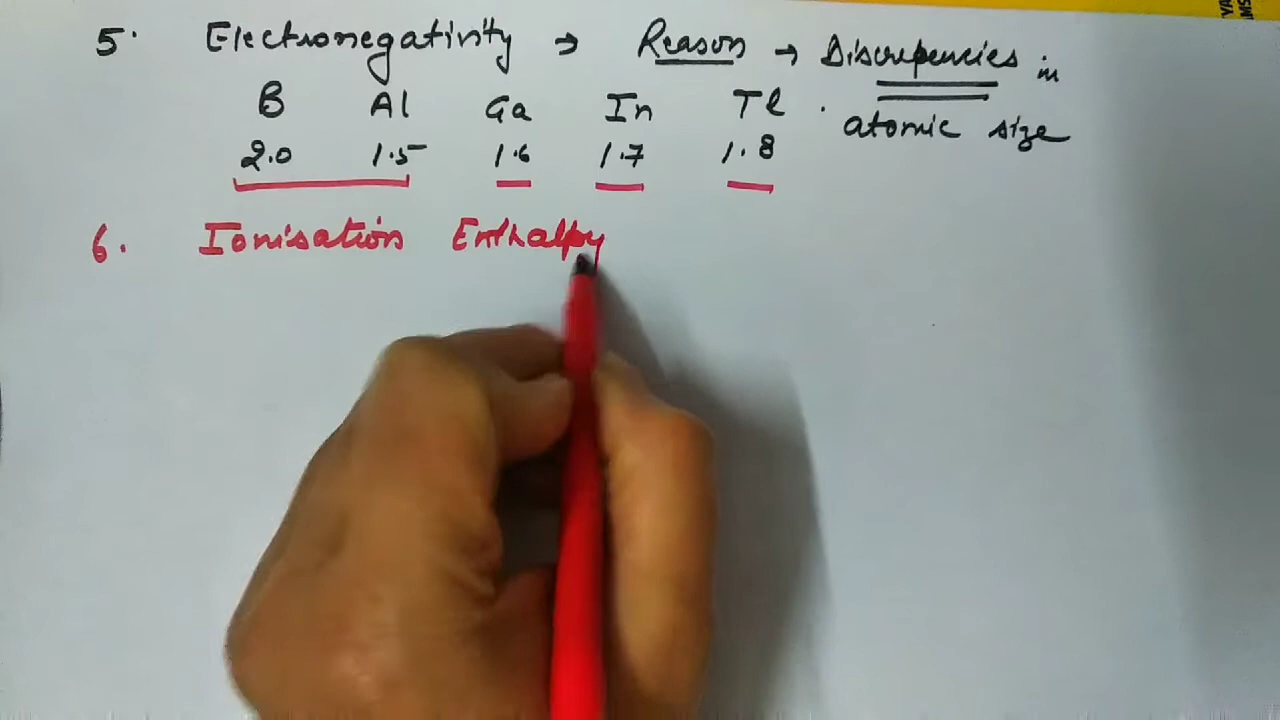 5. Electronegativity → Reason → Discrepencies in
atomic size
B Al Ga In Tl .
2.0 1.5 1.6 1.7 1.8
6. Ionisation Enthalpy